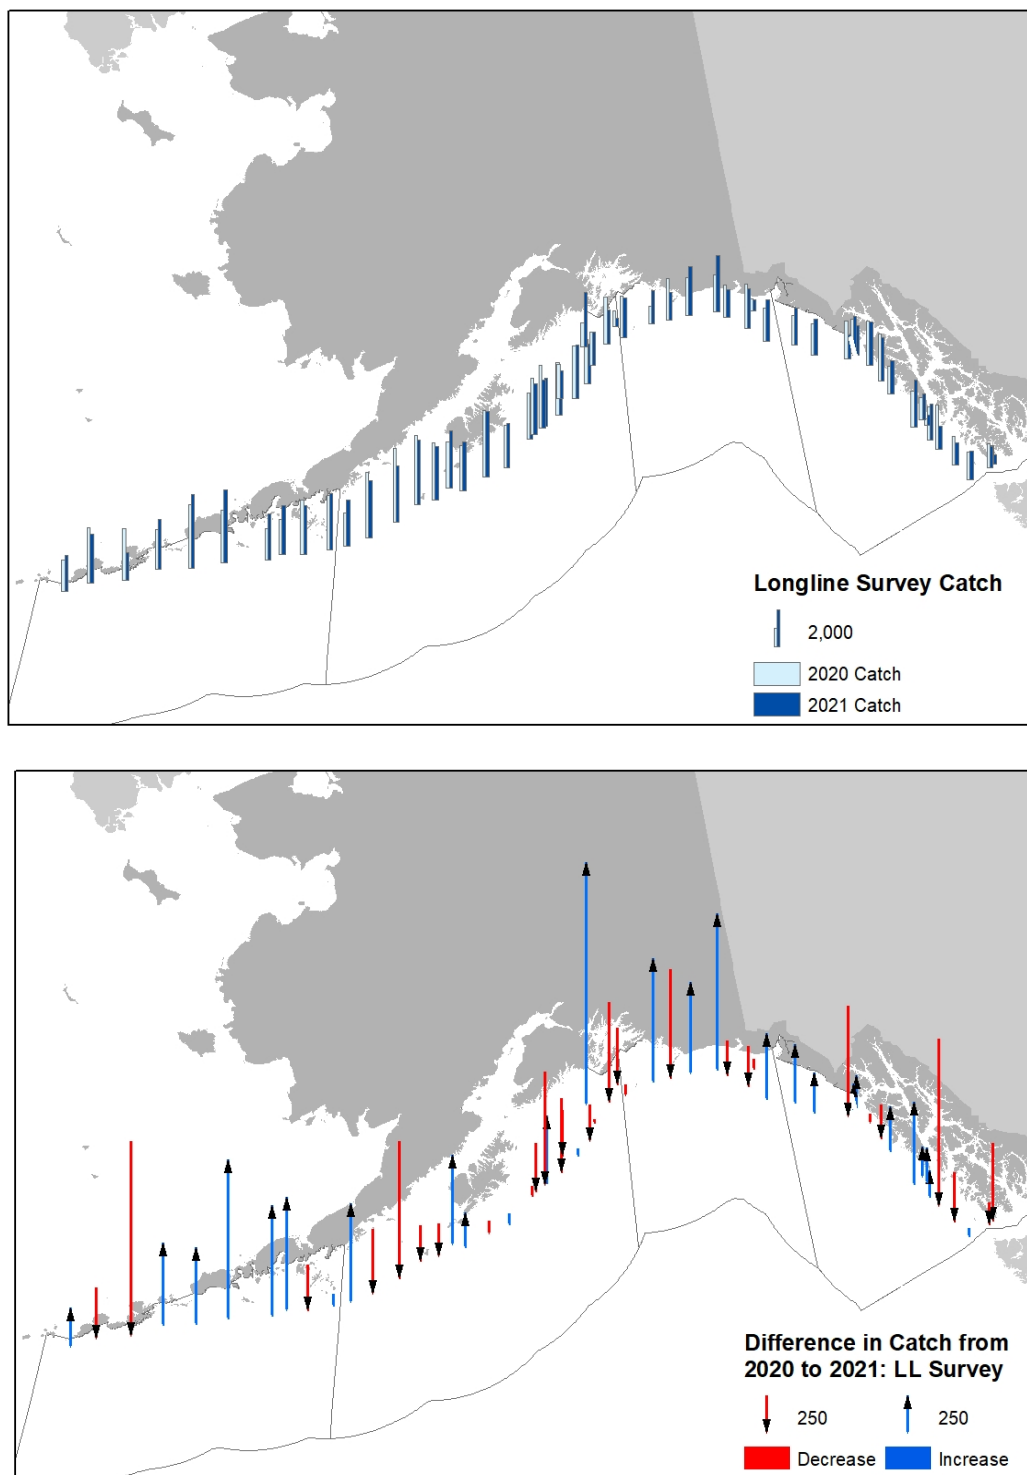 Longline Survey Catch
2,000
2020 Catch
2021 Catch
Difference in Catch from
2020 to 2021: LL Survey
250 250
Decrease Increase